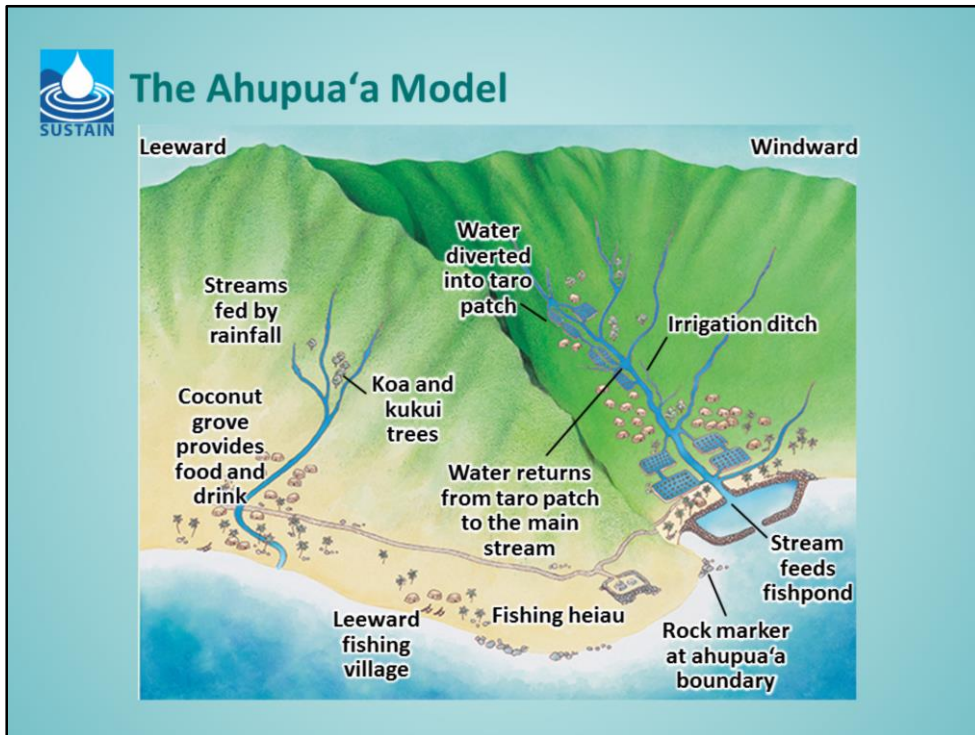 SUSTAIN
The Ahupua‘a Model
Leeward
Windward
Water
diverted
into taro
patch
Streams
fed by
rainfall
Irrigation ditch
Koa and
kukui
trees
Coconut
grove
provides
food and
drink
Water returns
from taro patch
to the main
stream
Stream
feeds
fishpond
Leeward
fishing
village
Fishing heiau
Rock marker
at ahupua‘a
boundary